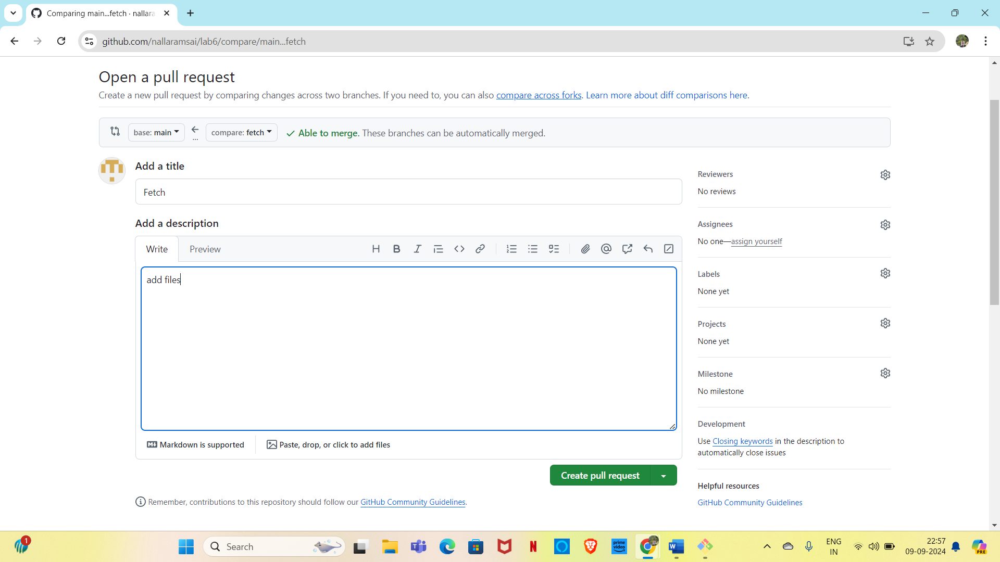 Comparing main...fetch · nallara
github.com/nallaramsai/lab6/compare/main...fetch
Open a pull request
Create a new pull request by comparing changes across two branches. If you need to, you can also compare across forks. Learn more about diff comparisons here.
base: main
...
compare: fetch
Able to merge. These branches can be automatically merged.
Add a title
Fetch
Add a description
Write
Preview
add files
Markdown is supported
Paste, drop, or click to add files
Create pull request
Remember, contributions to this repository should follow our GitHub Community Guidelines.
Reviewers
No reviews
Assignees
No one—assign yourself
Labels
None yet
Projects
None yet
Milestone
No milestone
Development
Use Closing keywords in the description to
automatically close issues
Helpful resources
GitHub Community Guidelines
1
Search
N
prime
video
W
ENG
IN
22:57
09-09-2024
PRE